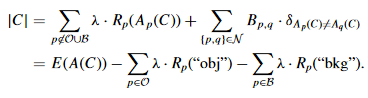 |C| = ∑_{p∉𝒪∪ℬ} λ · R_p(A_p(C)) + ∑_{{p,q}∈𝒩} B_{p,q} · δ_{A_p(C)≠A_q(C)}
= E(A(C)) − ∑_{p∈𝒪} λ · R_p(“obj”) − ∑_{p∈ℬ} λ · R_p(“bkg”).